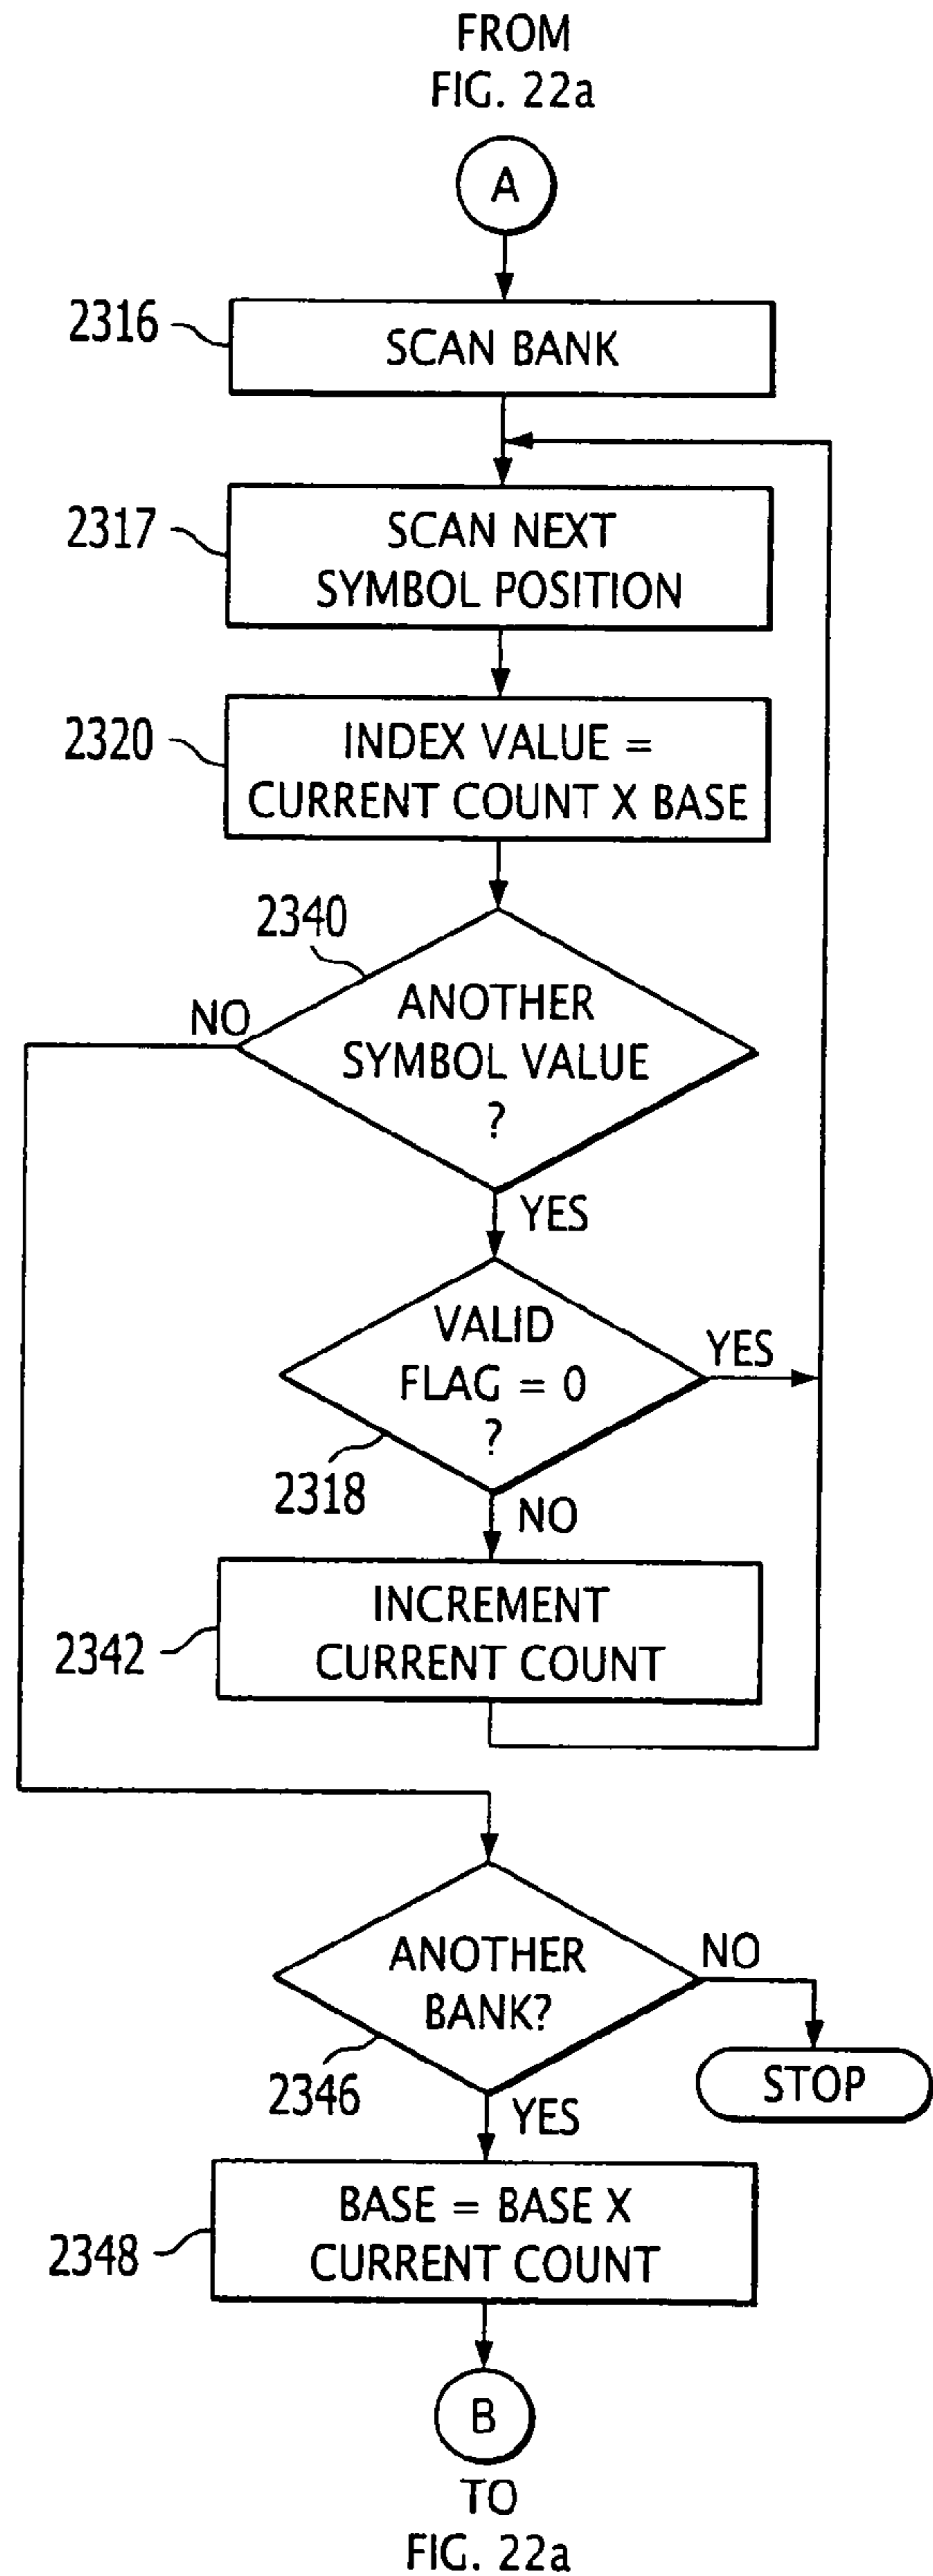 FROM
FIG. 22a
A
2316
SCAN BANK
2317
SCAN NEXT
SYMBOL POSITION
2320
INDEX VALUE =
CURRENT COUNT X BASE
2340
NO
ANOTHER
SYMBOL VALUE
?
YES
VALID
FLAG = 0
?
YES
2318
NO
2342
INCREMENT
CURRENT COUNT
ANOTHER
BANK?
NO
2346
STOP
YES
2348
BASE = BASE X
CURRENT COUNT
B
TO
FIG. 22a